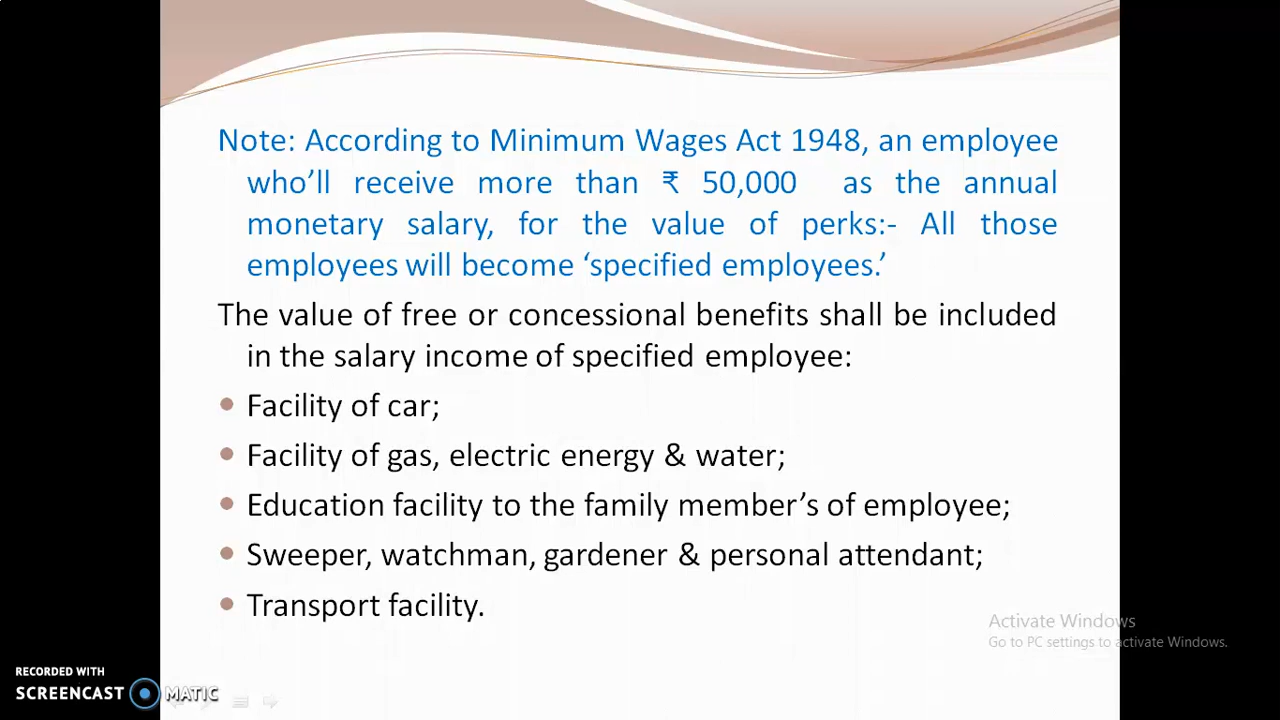 Note: According to Minimum Wages Act 1948, an employee
who’ll receive more than ₹ 50,000 as the annual
monetary salary, for the value of perks:- All those
employees will become ‘specified employees.’
The value of free or concessional benefits shall be included
in the salary income of specified employee:
• Facility of car;
• Facility of gas, electric energy & water;
• Education facility to the family member’s of employee;
• Sweeper, watchman, gardener & personal attendant;
• Transport facility.
Activate Windows
Go to PC settings to activate Windows.
RECORDED WITH
SCREENCAST MATIC